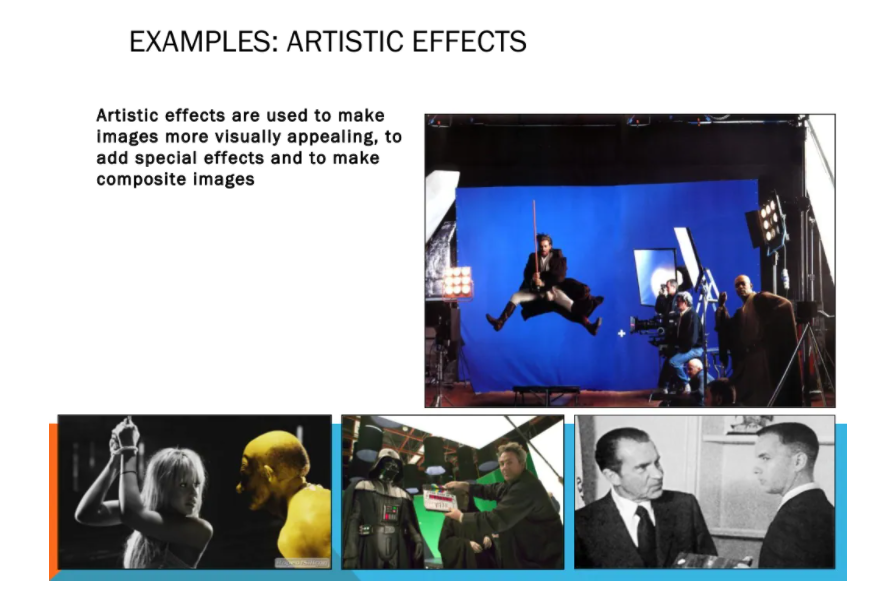 EXAMPLES: ARTISTIC EFFECTS
Artistic effects are used to make
images more visually appealing, to
add special effects and to make
composite images